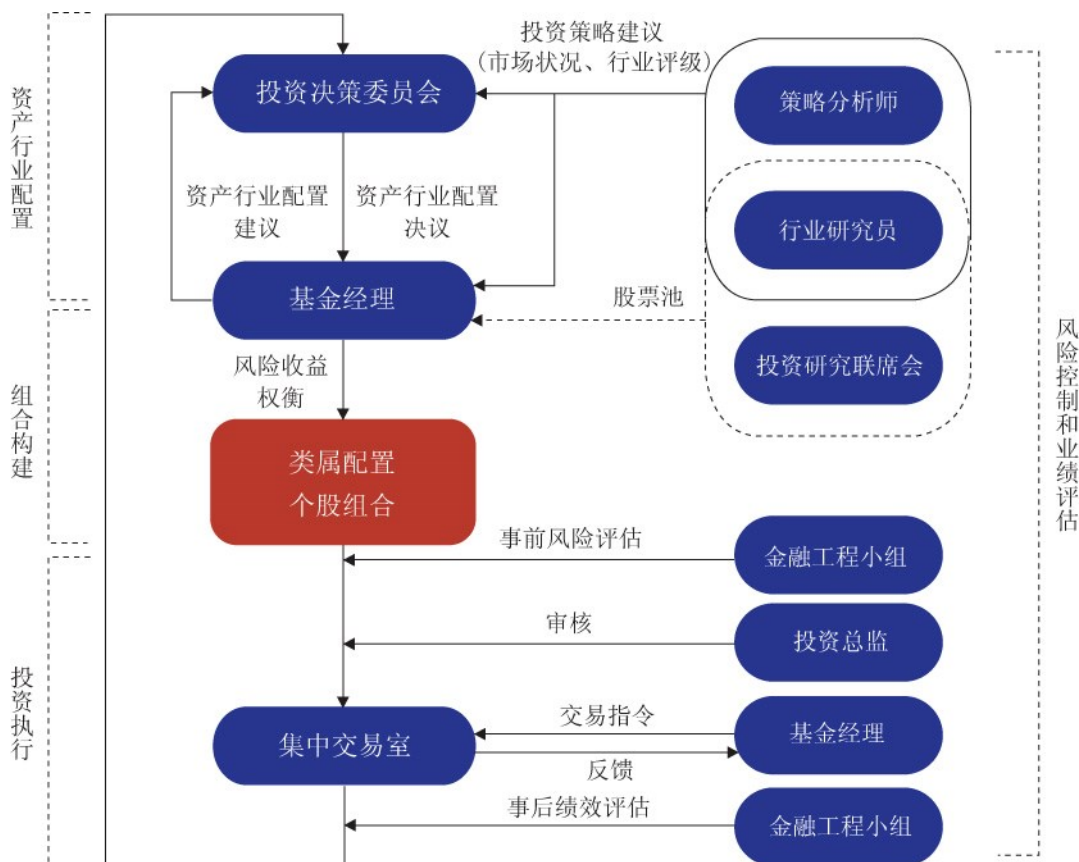 投资策略建议
(市场状况、行业评级)
投资决策委员会
策略分析师
资产行业配置
资产行业配置
建议
资产行业配置
决议
行业研究员
基金经理
股票池
投资研究联席会
风险收益
权衡
组合构建
类属配置
个股组合
风险控制和业绩评估
事前风险评估
金融工程小组
审核
投资总监
投资执行
集中交易室
交易指令
反馈
基金经理
事后绩效评估
金融工程小组